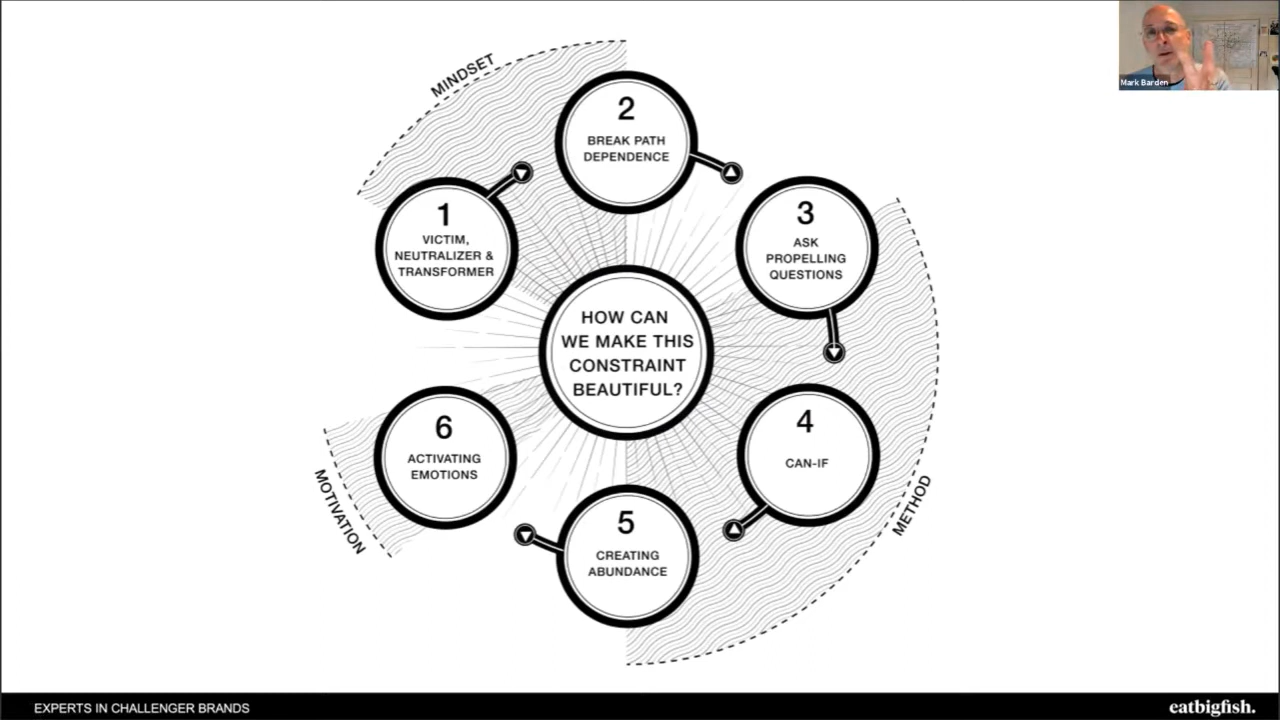 Mark Barden
MINDSET
1
VICTIM,
NEUTRALIZER &
TRANSFORMER
2
BREAK PATH
DEPENDENCE
3
ASK
PROPELLING
QUESTIONS
HOW CAN
WE MAKE THIS
CONSTRAINT
BEAUTIFUL?
4
CAN-IF
METHOD
5
CREATING
ABUNDANCE
6
ACTIVATING
EMOTIONS
MOTIVATION
EXPERTS IN CHALLENGER BRANDS
eatbigfish.